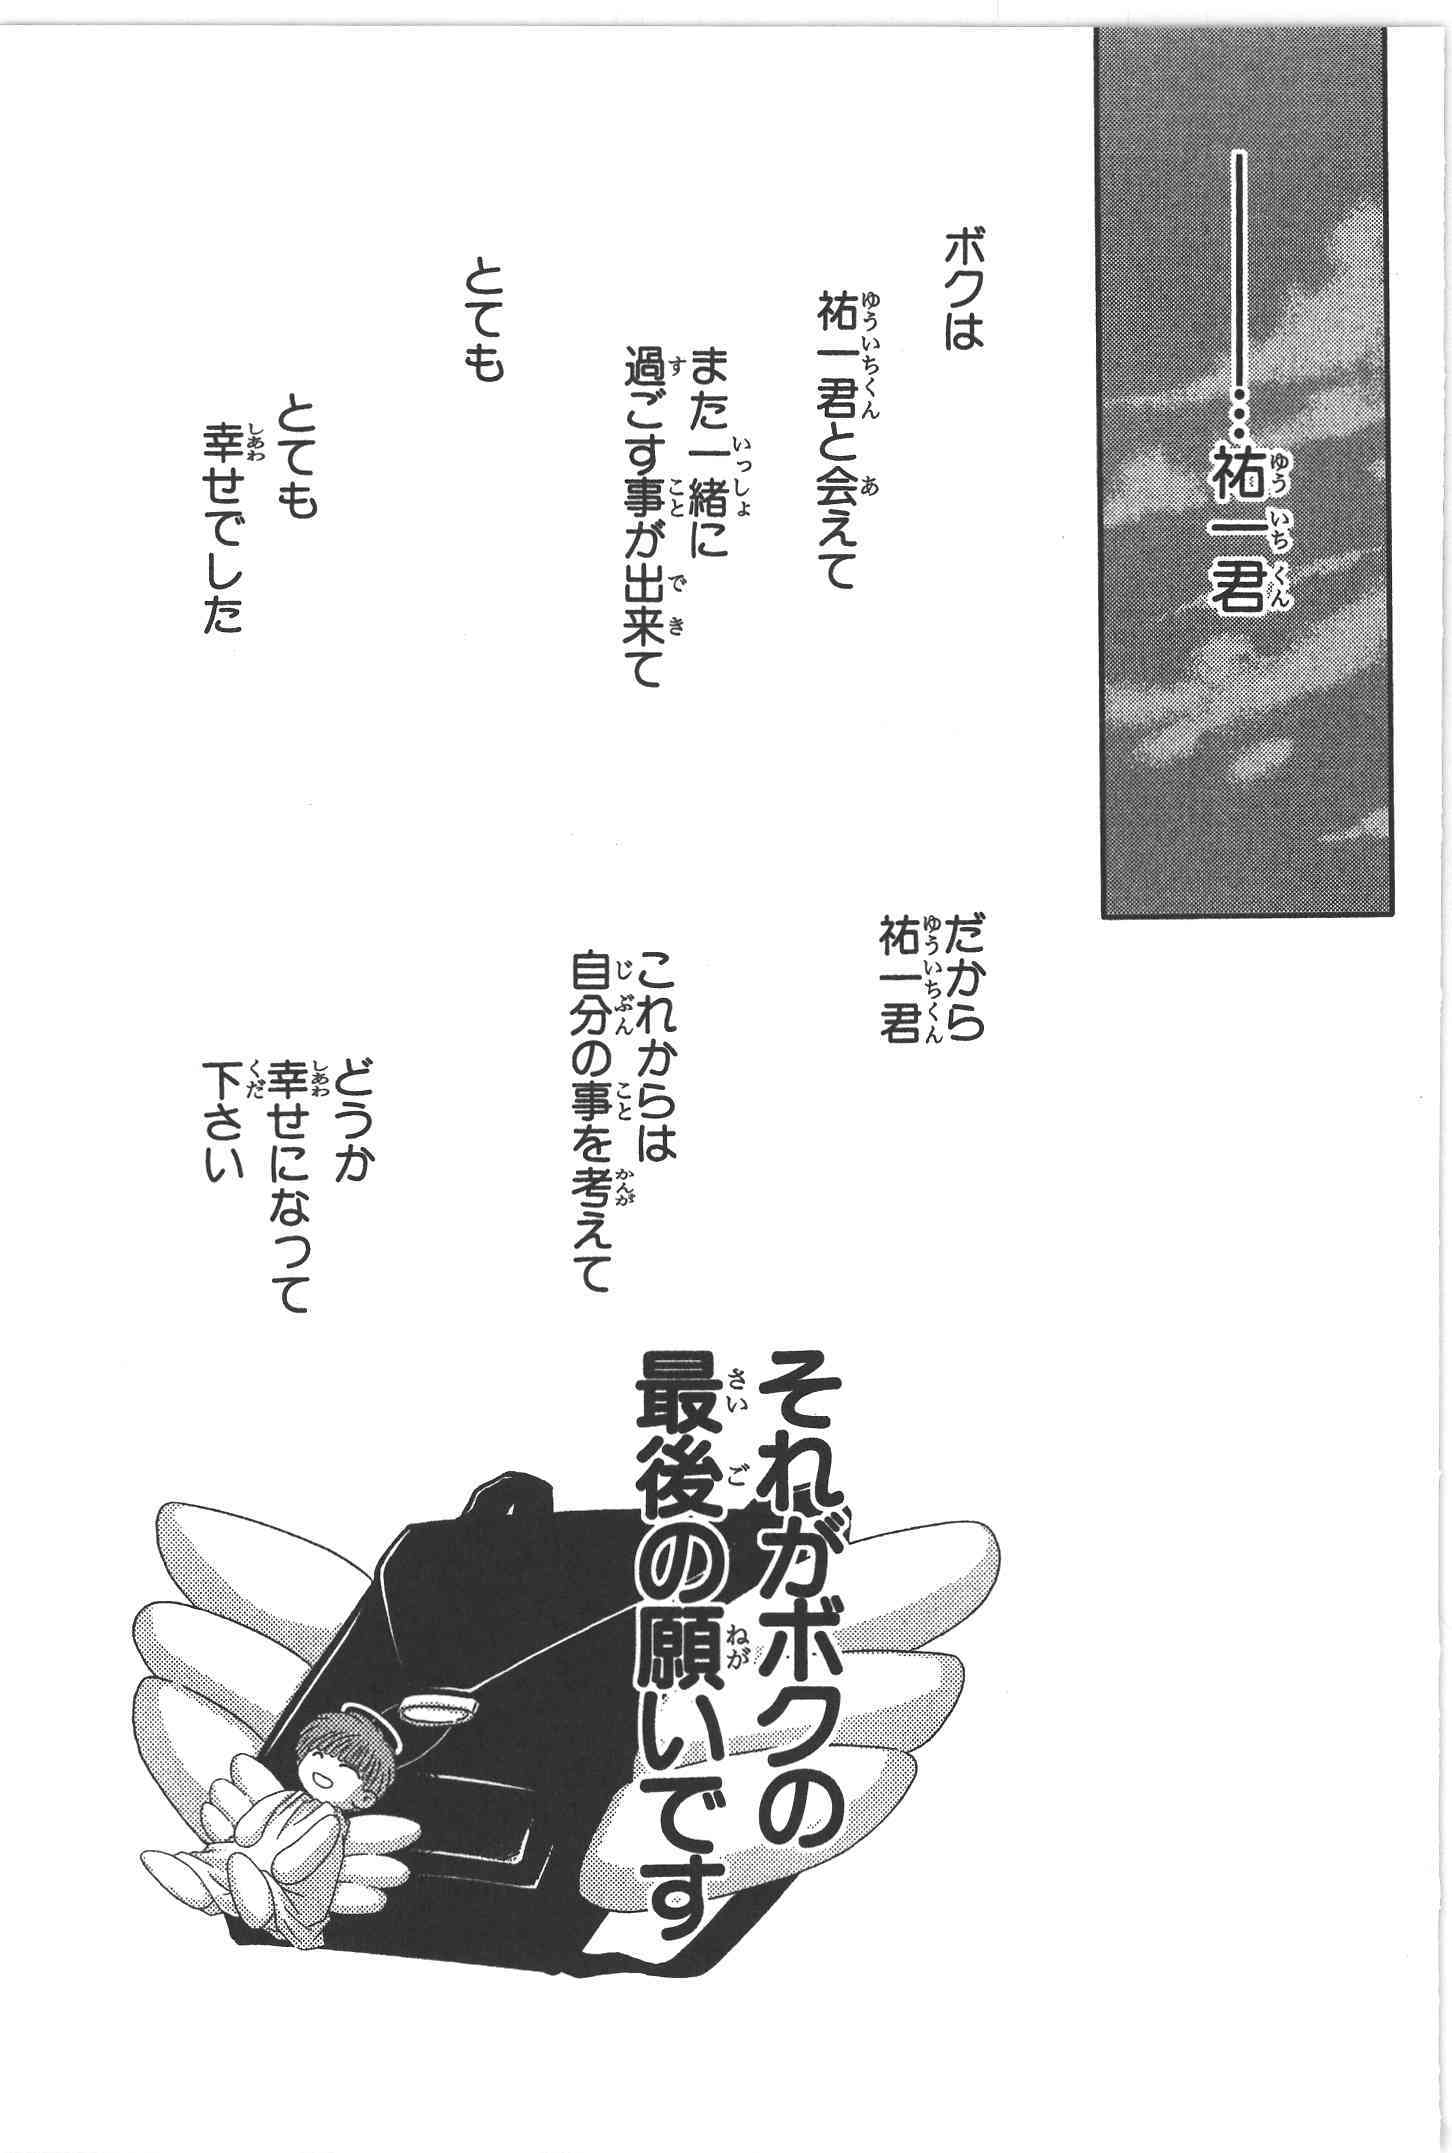 ――――…祐一君
ボクは
祐一君と会えて
また一緒に
過ごす事が出来て
とても
とても
幸せでした
だから
祐一君
これからは
自分の事を考えて
どうか
幸せになって
下さい
それがボクの
最後の願いです